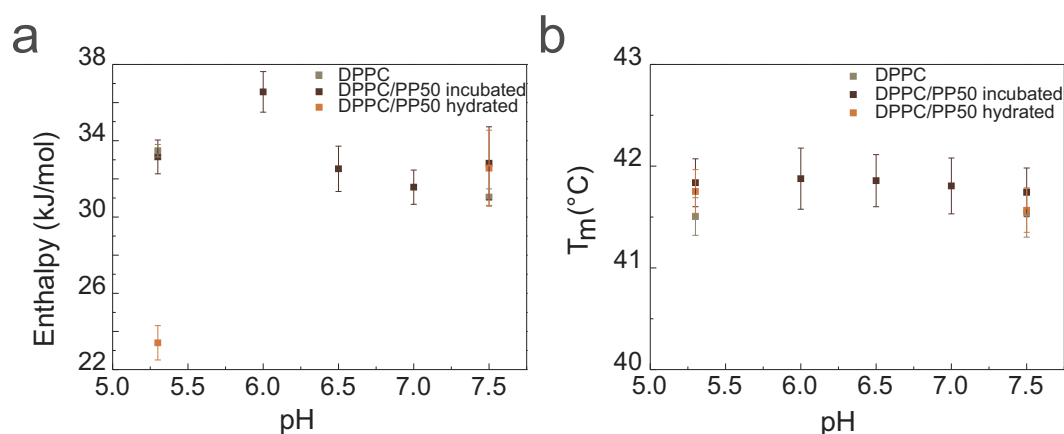 a
Enthalpy (kJ/mol)
38
34
30
26
22
5.0 5.5 6.0 6.5 7.0 7.5
pH
DPPC
DPPC/PP50 incubated
DPPC/PP50 hydrated
b
Tm(°C)
43
42
41
40
5.0 5.5 6.0 6.5 7.0 7.5
pH
DPPC
DPPC/PP50 incubated
DPPC/PP50 hydrated